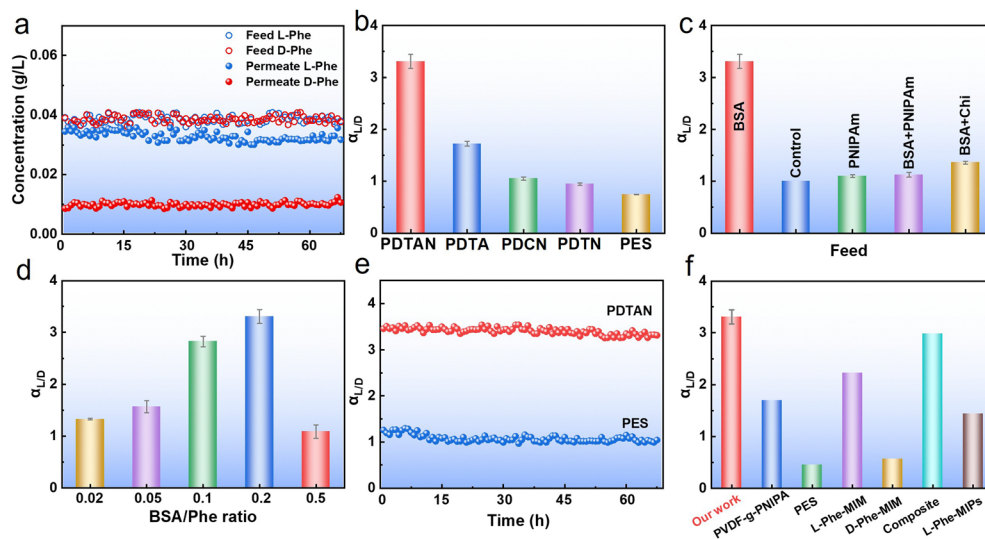 a
Concentration (g/L)
0.06
0.04
0.02
0.00
Feed L-Phe
Feed D-Phe
Permeate L-Phe
Permeate D-Phe
0 15 30 45 60
Time (h)
b
αL/D
4
3
2
1
0
PDTAN PDTA PDCN PDTN PES
c
αL/D
4
3
2
1
0
BSA
Control
PNIPAm
BSA+PNIPAm
BSA+Chi
Feed
d
αL/D
4
3
2
1
0
0.02 0.05 0.1 0.2 0.5
BSA/Phe ratio
e
αL/D
4
3
2
1
0
PDTAN
PES
0 15 30 45 60
Time (h)
f
αL/D
4
3
2
1
0
Our work
PVDF-g-PNIPA
PES
L-Phe-MIM
D-Phe-MIM
Composite
L-Phe-MIPs